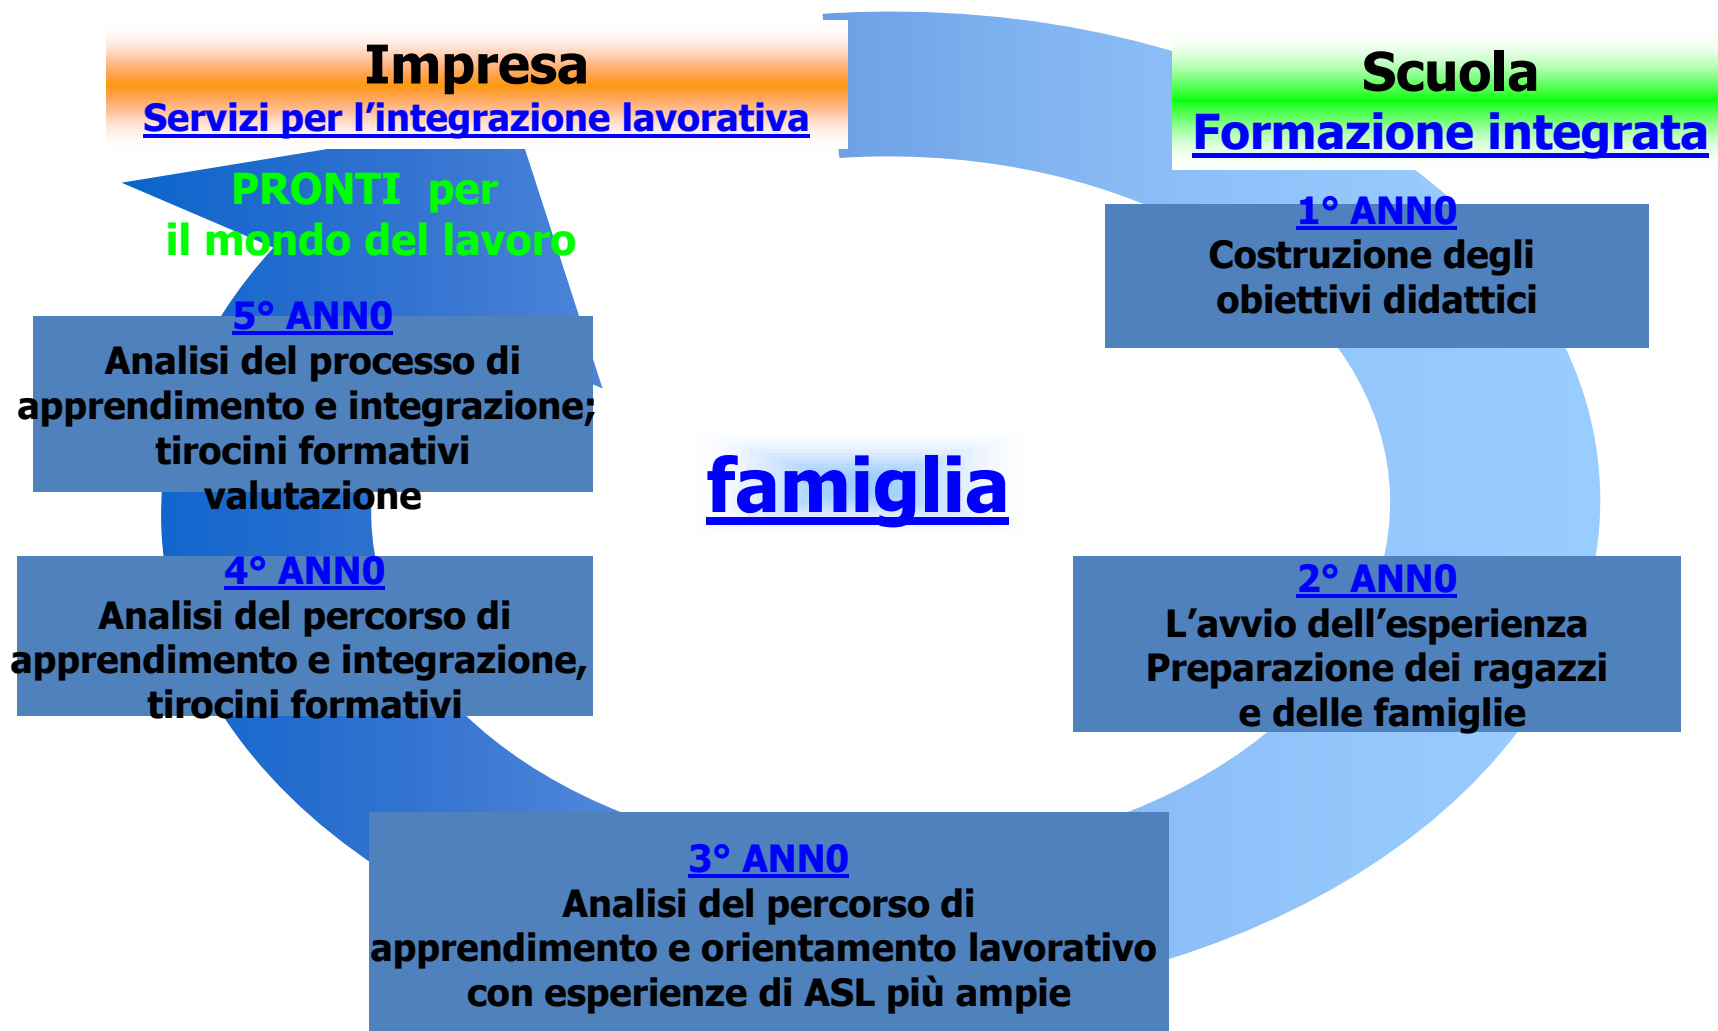 Impresa
Servizi per l’integrazione lavorativa
Scuola
Formazione integrata
PRONTI per
il mondo del lavoro
1° ANN0
Costruzione degli
obiettivi didattici
5° ANN0
Analisi del processo di
apprendimento e integrazione;
tirocini formativi
valutazione
famiglia
4° ANN0
Analisi del percorso di
apprendimento e integrazione,
tirocini formativi
2° ANN0
L’avvio dell’esperienza
Preparazione dei ragazzi
e delle famiglie
3° ANN0
Analisi del percorso di
apprendimento e orientamento lavorativo
con esperienze di ASL più ampie